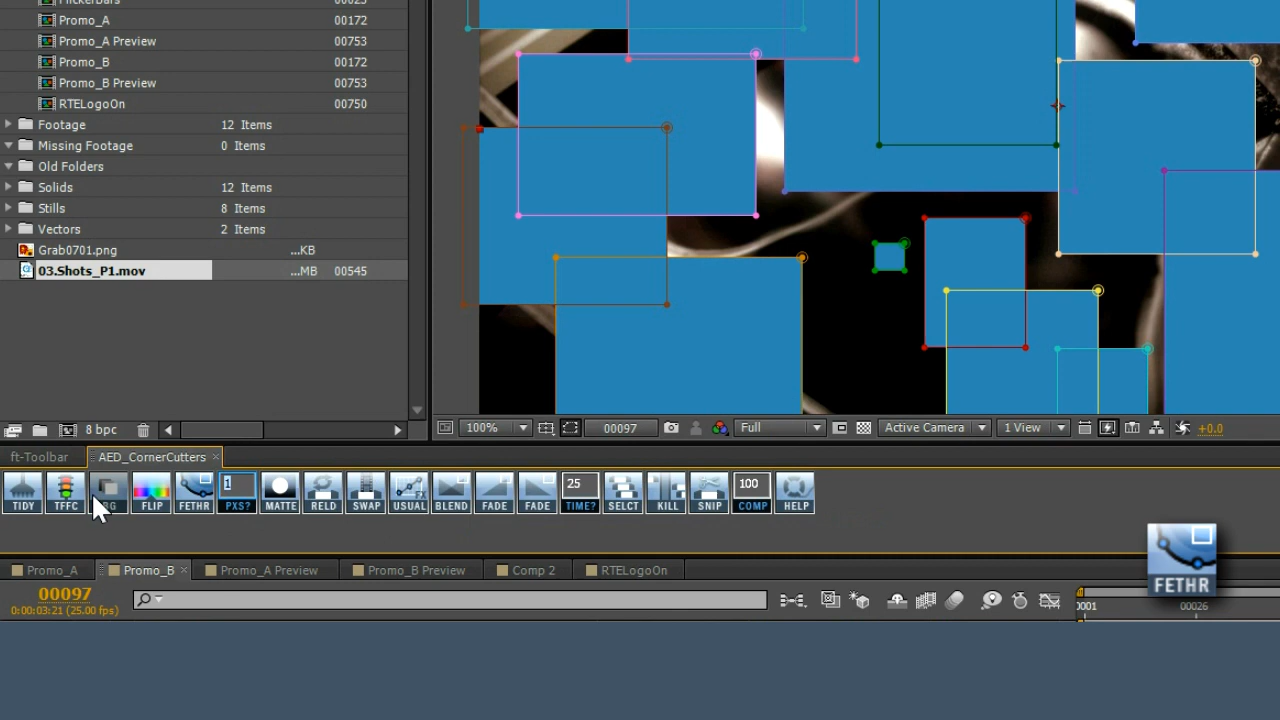 FlickerBars 00025
Promo_A 00172
Promo_A Preview 00753
Promo_B 00172
Promo_B Preview 00753
RTELogoOn 00750
Footage 12 Items
Missing Footage 0 Items
Old Folders
Solids 12 Items
Stills 8 Items
Vectors 2 Items
Grab0701.png ...KB
03.Shots_P1.mov ...MB 00545
8 bpc
100% 00097 Full Active Camera 1 View +0.0
ft-Toolbar AED_CornerCutters
1 25 100
TIDY TFFC FLIP FETHR PXS? MATTE RELD SWAP USUAL BLEND FADE FADE TIME? SELCT KILL SNIP COMP HELP
FETHR
Promo_A Promo_B Promo_A Preview Promo_B Preview Comp 2 RTELogoOn
00097
0:00:03:21 (25.00 fps)
0001 00026